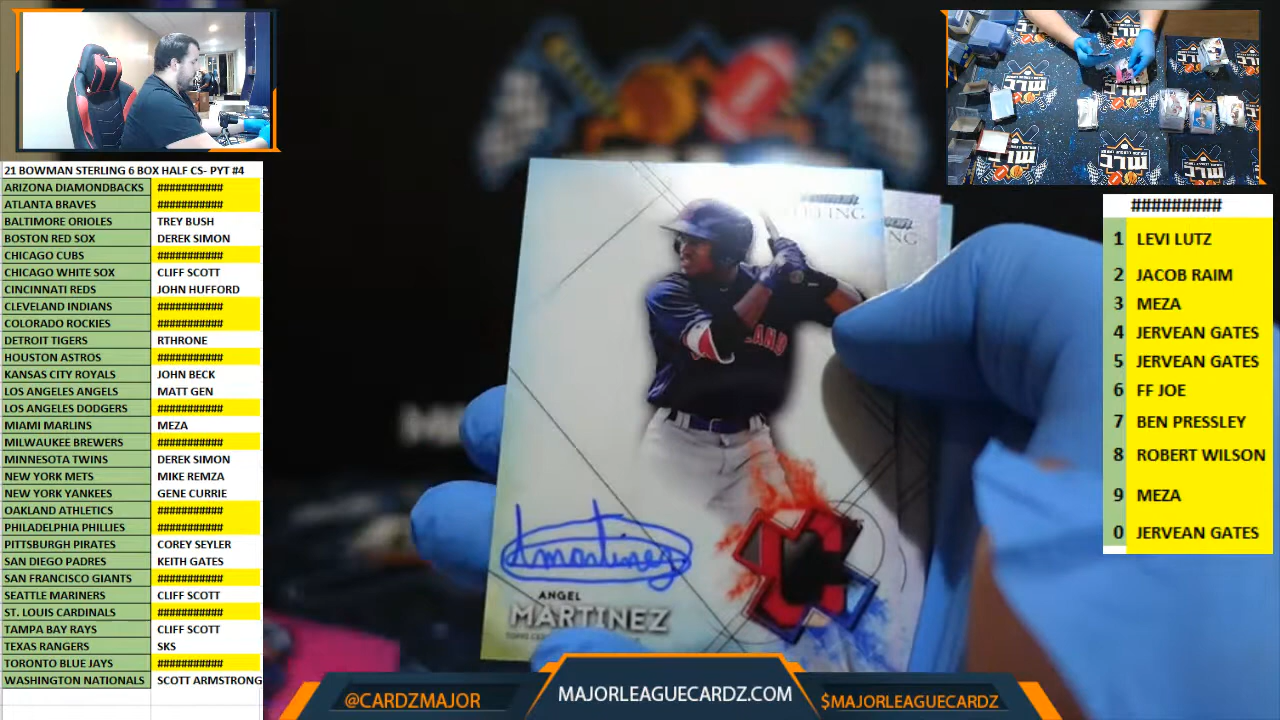 21 BOWMAN STERLING 6 BOX HALF CS- PYT #4
ARIZONA DIAMONDBACKS ###########
ATLANTA BRAVES ###########
BALTIMORE ORIOLES TREY BUSH
BOSTON RED SOX DEREK SIMON
CHICAGO CUBS ###########
CHICAGO WHITE SOX CLIFF SCOTT
CINCINNATI REDS JOHN HUFFORD
CLEVELAND INDIANS ###########
COLORADO ROCKIES ###########
DETROIT TIGERS RTHRONE
HOUSTON ASTROS ###########
KANSAS CITY ROYALS JOHN BECK
LOS ANGELES ANGELS MATT GEN
LOS ANGELES DODGERS ###########
MIAMI MARLINS MEZA
MILWAUKEE BREWERS ###########
MINNESOTA TWINS DEREK SIMON
NEW YORK METS MIKE REMZA
NEW YORK YANKEES GENE CURRIE
OAKLAND ATHLETICS ###########
PHILADELPHIA PHILLIES ###########
PITTSBURGH PIRATES COREY SEYLER
SAN DIEGO PADRES KEITH GATES
SAN FRANCISCO GIANTS ###########
SEATTLE MARINERS CLIFF SCOTT
ST. LOUIS CARDINALS ###########
TAMPA BAY RAYS CLIFF SCOTT
TEXAS RANGERS SKS
TORONTO BLUE JAYS ###########
WASHINGTON NATIONALS SCOTT ARMSTRONG
Amartinez
ANGEL
MARTINEZ
C
#########
1 LEVI LUTZ
2 JACOB RAIM
3 MEZA
4 JERVEAN GATES
5 JERVEAN GATES
6 FF JOE
7 BEN PRESSLEY
8 ROBERT WILSON
9 MEZA
0 JERVEAN GATES
@CARDZMAJOR
MAJORLEAGUECARDZ.COM
$MAJORLEAGUECARDZ